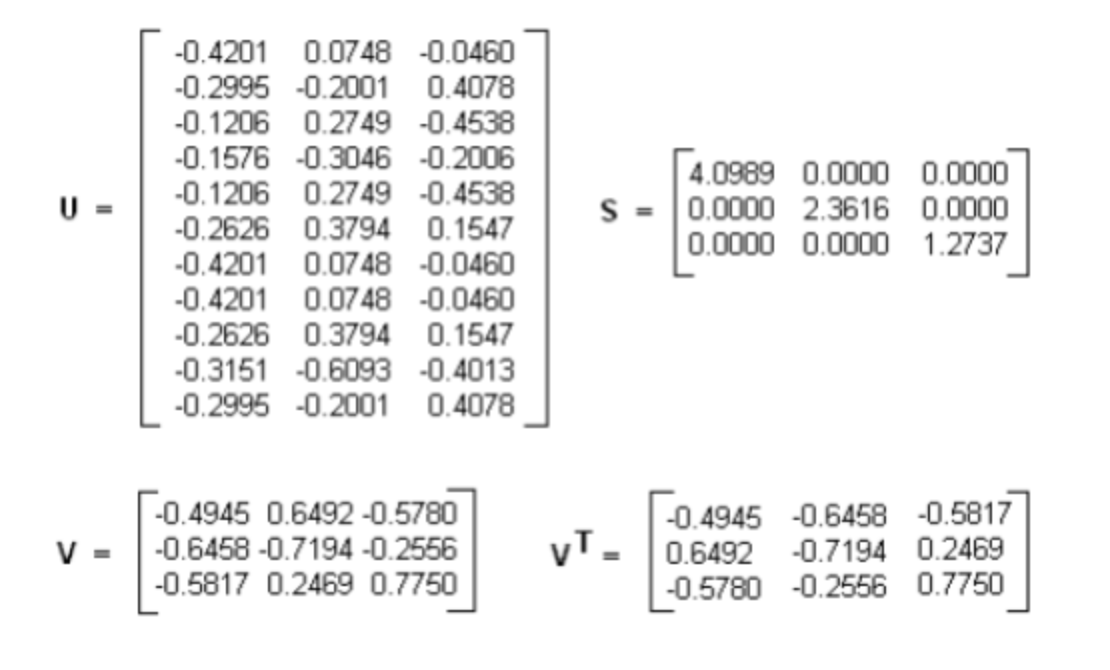 U =
-0.4201 0.0748 -0.0460
-0.2995 -0.2001 0.4078
-0.1206 0.2749 -0.4538
-0.1576 -0.3046 -0.2006
-0.1206 0.2749 -0.4538
-0.2626 0.3794 0.1547
-0.4201 0.0748 -0.0460
-0.4201 0.0748 -0.0460
-0.2626 0.3794 0.1547
-0.3151 -0.6093 -0.4013
-0.2995 -0.2001 0.4078
S =
4.0989 0.0000 0.0000
0.0000 2.3616 0.0000
0.0000 0.0000 1.2737
V =
-0.4945 0.6492 -0.5780
-0.6458 -0.7194 -0.2556
-0.5817 0.2469 0.7750
V^T =
-0.4945 -0.6458 -0.5817
0.6492 -0.7194 0.2469
-0.5780 -0.2556 0.7750